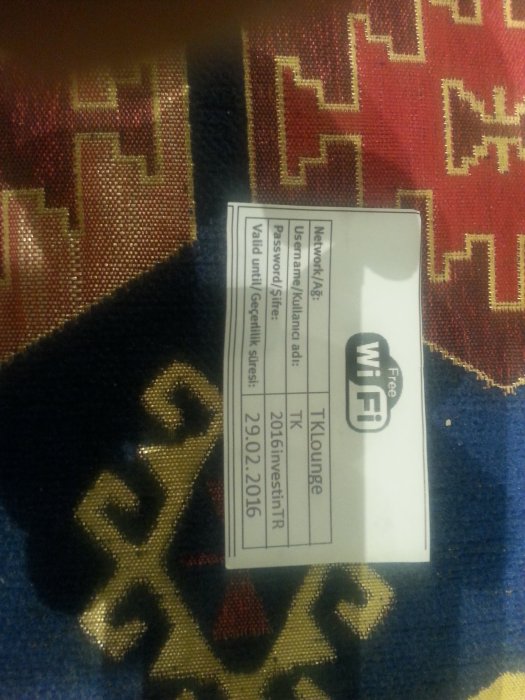 Free
Wi Fi
Network/Ağ: TKLounge
Username/Kullanıcı adı: TK
Password/Şifre: 2016investinTR
Valid until/Geçerlilik süresi: 29.02.2016